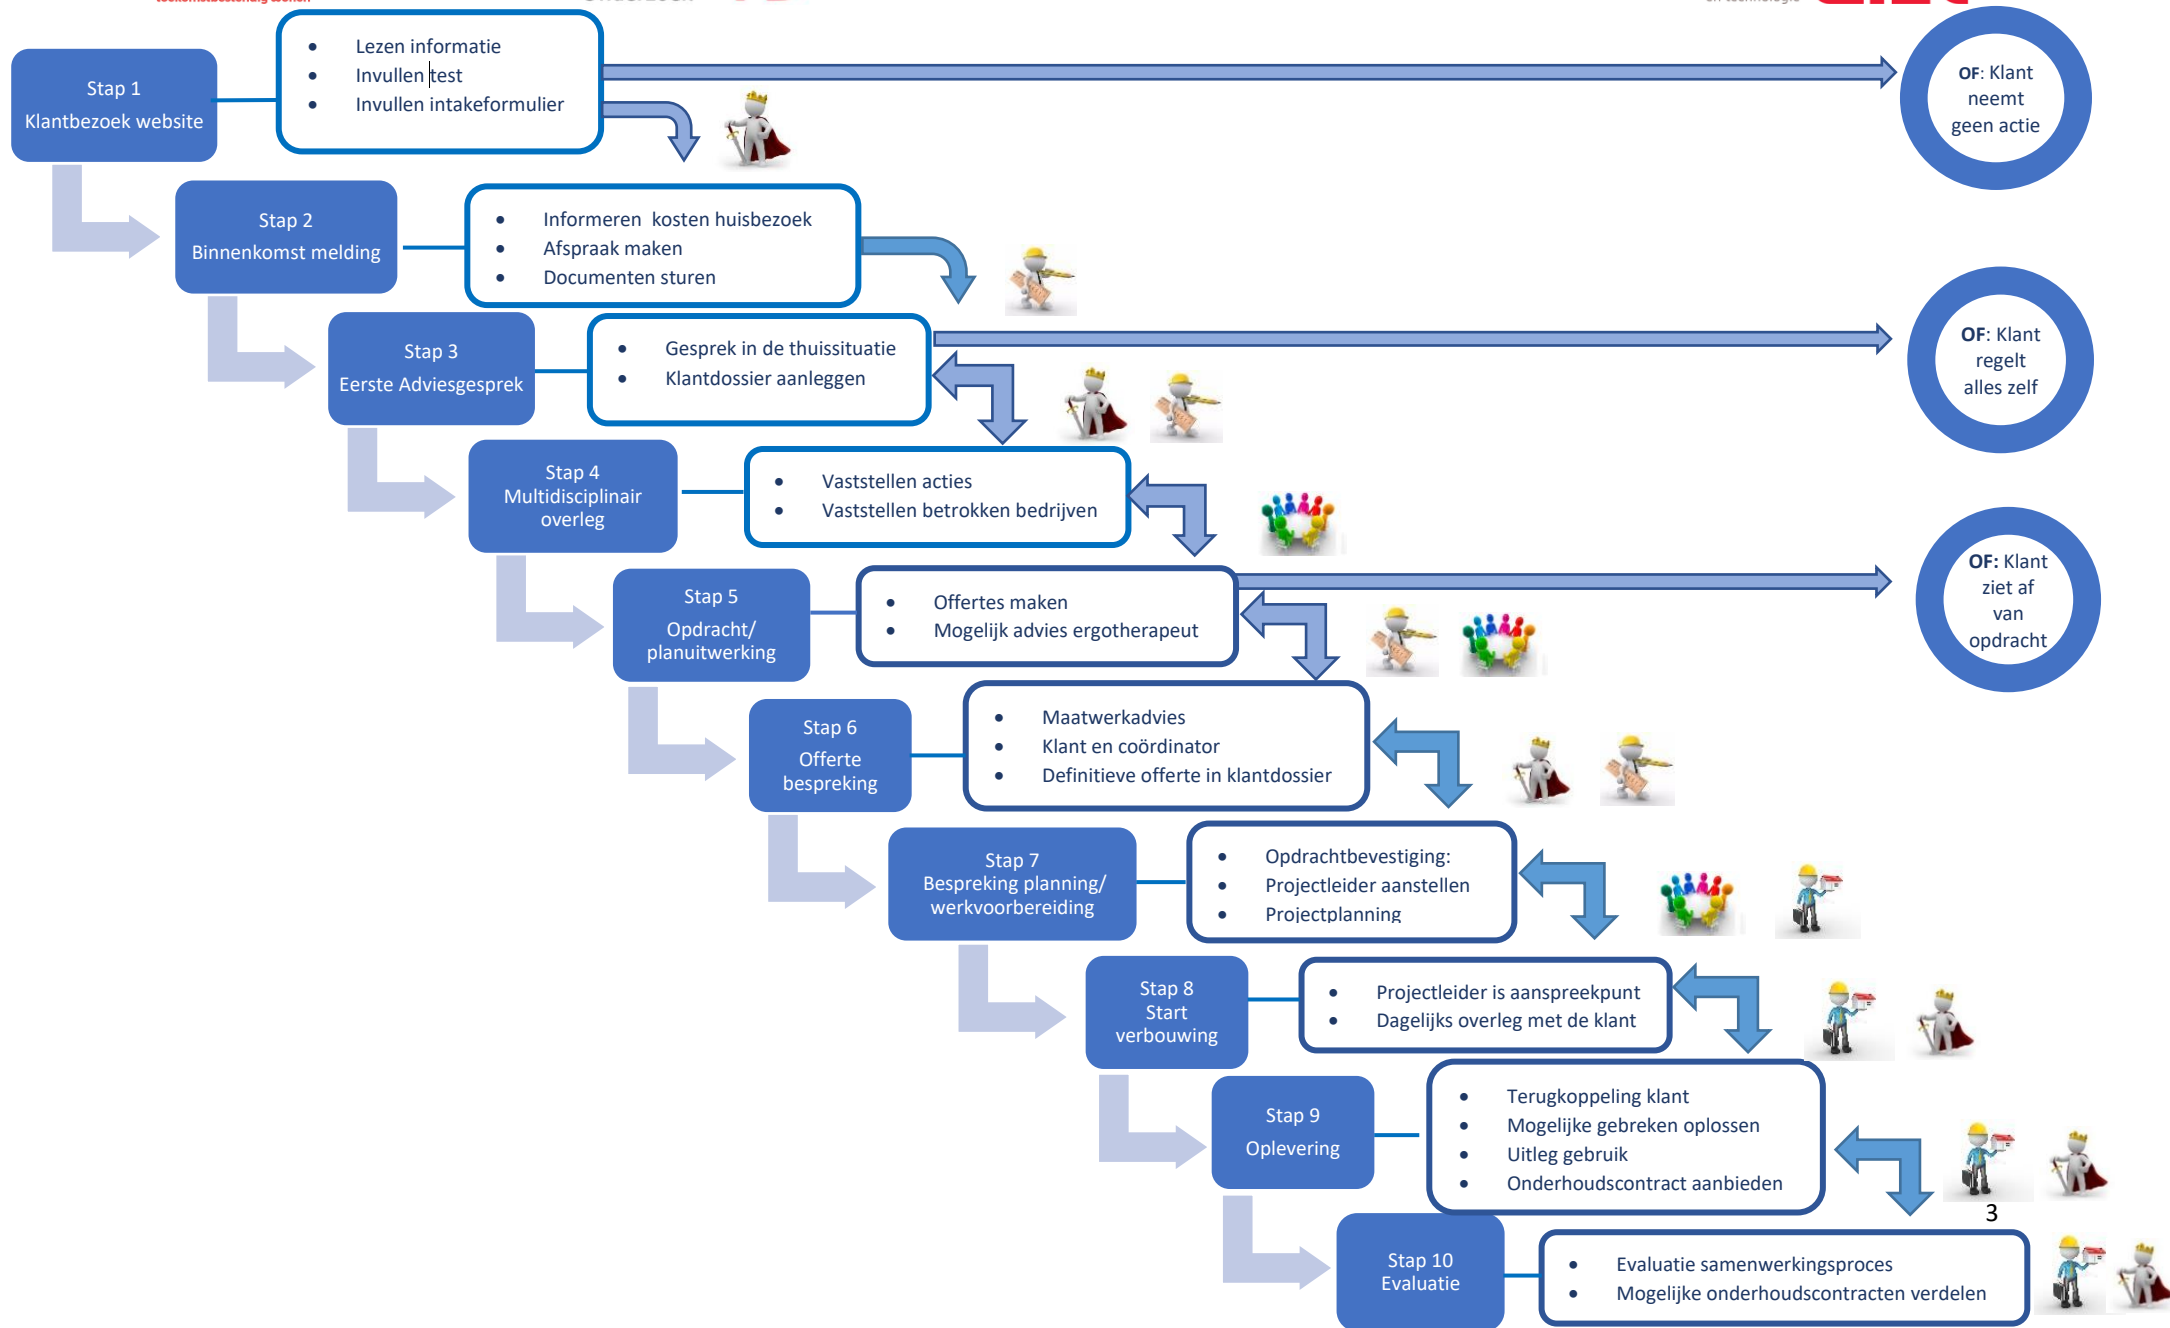 Stap 1
Klantbezoek website
Lezen informatie
Invullen test
Invullen intakeformulier
OF: Klant
neemt
geen actie
Stap 2
Binnenkomst melding
Informeren kosten huisbezoek
Afspraak maken
Documenten sturen
Stap 3
Eerste Adviesgesprek
Gesprek in de thuissituatie
Klantdossier aanleggen
OF: Klant
regelt
alles zelf
Stap 4
Multidisciplinair
overleg
Vaststellen acties
Vaststellen betrokken bedrijven
Stap 5
Opdracht/
planuitwerking
Offertes maken
Mogelijk advies ergotherapeut
OF: Klant
ziet af
van
opdracht
Stap 6
Offerte
bespreking
Maatwerkadvies
Klant en coördinator
Definitieve offerte in klantdossier
Stap 7
Bespreking planning/
werkvoorbereiding
Opdrachtbevestiging:
Projectleider aanstellen
Projectplanning
Stap 8
Start
verbouwing
Projectleider is aanspreekpunt
Dagelijks overleg met de klant
Stap 9
Oplevering
Terugkoppeling klant
Mogelijke gebreken oplossen
Uitleg gebruik
Onderhoudscontract aanbieden
3
Stap 10
Evaluatie
Evaluatie samenwerkingsproces
Mogelijke onderhoudscontracten verdelen